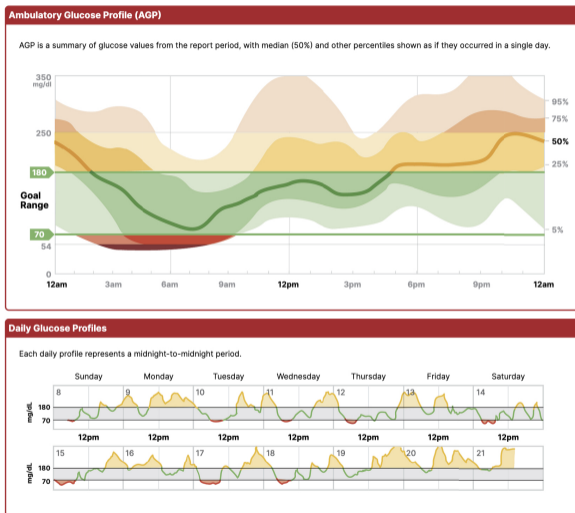 Ambulatory Glucose Profile (AGP)
AGP is a summary of glucose values from the report period, with median (50%) and other percentiles shown as if they occurred in a single day.
350
mg/dl
95%
75%
250
50%
25%
180
Goal
Range
70
5%
54
0
12am 3am 6am 9am 12pm 3pm 6pm 9pm 12am
Daily Glucose Profiles
Each daily profile represents a midnight-to-midnight period.
Sunday Monday Tuesday Wednesday Thursday Friday Saturday
8 9 10 11 12 13 14
mg/dL
180
70
12pm 12pm 12pm 12pm 12pm 12pm 12pm
15 16 17 18 19 20 21
mg/dL
180
70